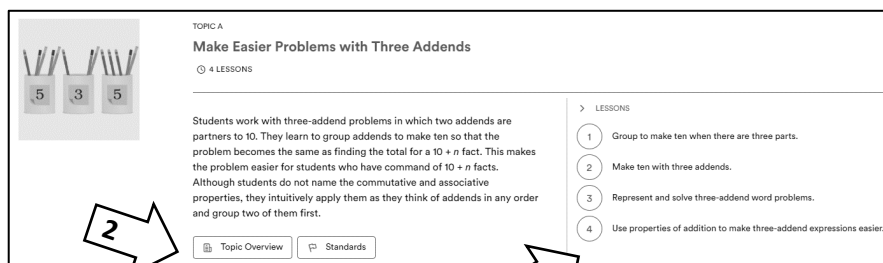 TOPIC A
Make Easier Problems with Three Addends
4 LESSONS
5 3 5
Students work with three-addend problems in which two addends are
partners to 10. They learn to group addends to make ten so that the
problem becomes the same as finding the total for a 10 + n fact. This makes
the problem easier for students who have command of 10 + n facts.
Although students do not name the commutative and associative
properties, they intuitively apply them as they think of addends in any order
and group two of them first.
2
Topic Overview
Standards
> LESSONS
1 Group to make ten when there are three parts.
2 Make ten with three addends.
3 Represent and solve three-addend word problems.
4 Use properties of addition to make three-addend expressions easier.